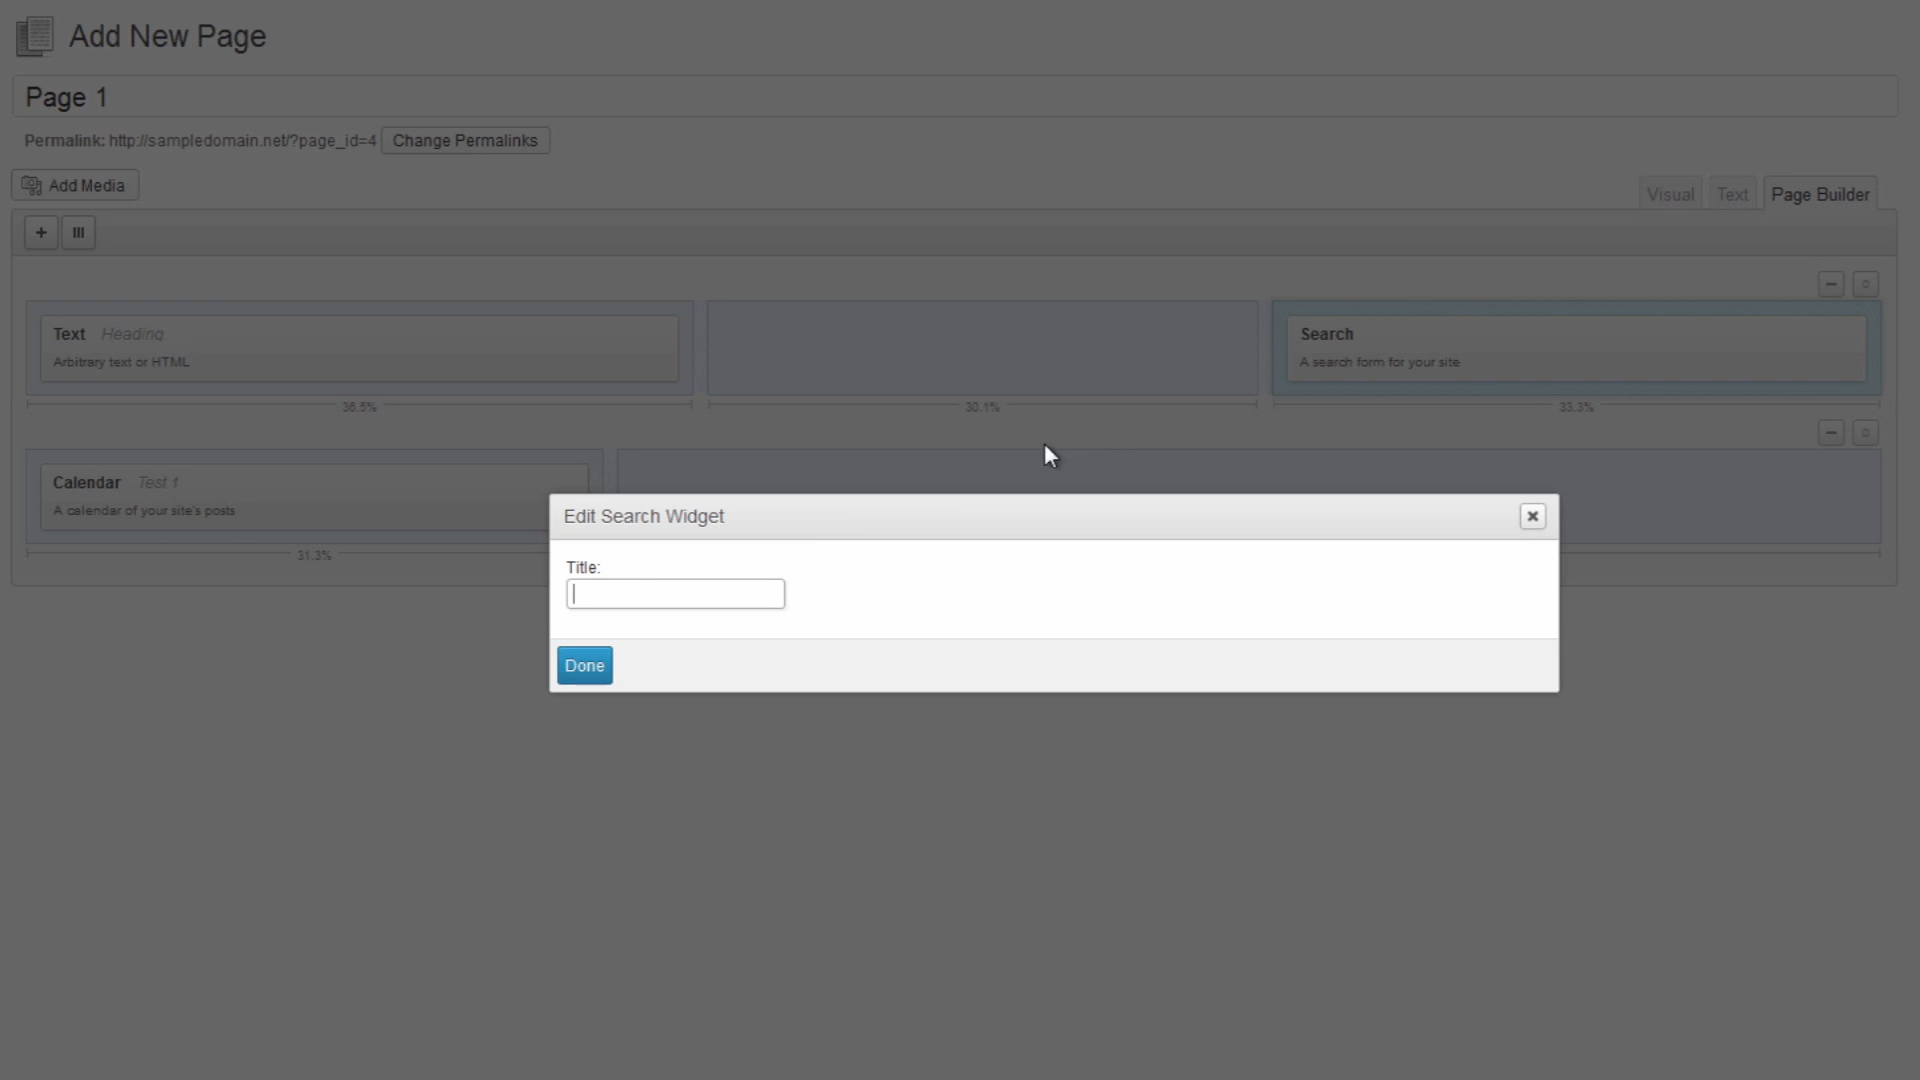 Add New Page
Page 1
Permalink: http://sampledomain.net/?page_id=4 Change Permalinks
Add Media
Visual Text Page Builder
Text Heading
Arbitrary text or HTML
Search
A search form for your site
30.1%
33.3%
Calendar Test 1
A calendar of your site's posts
31.3%
Edit Search Widget
Title:
Done